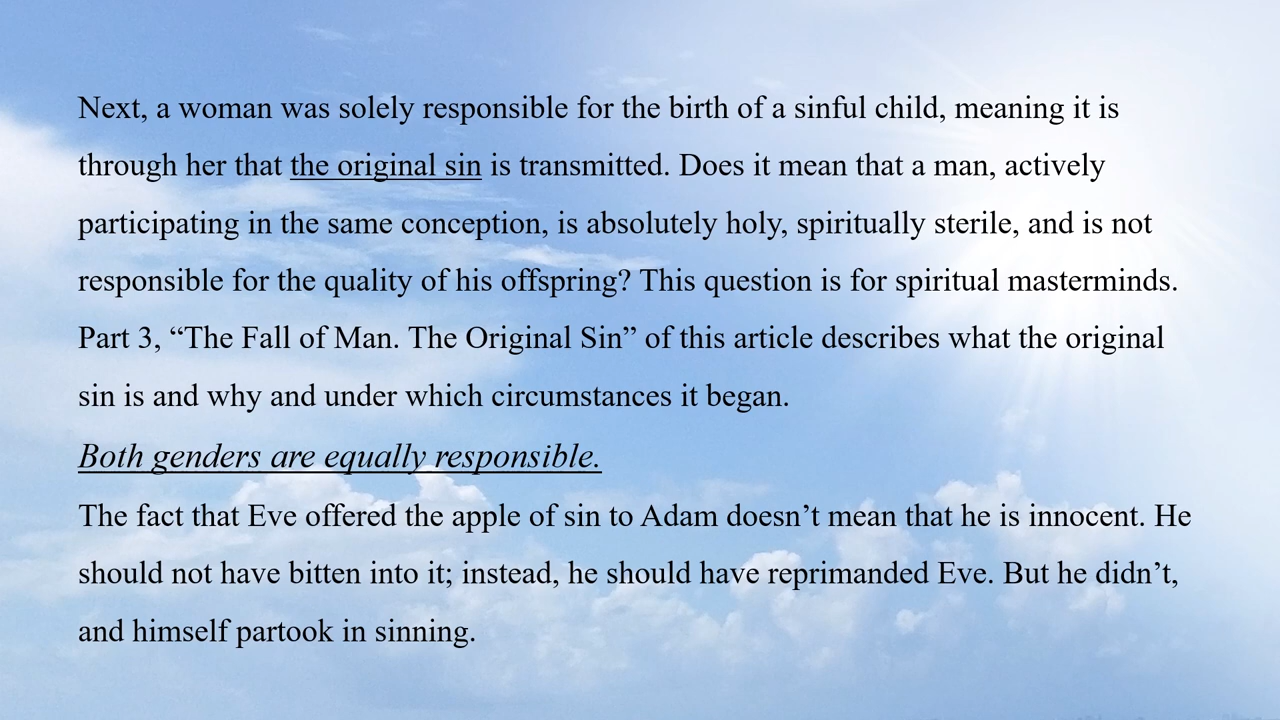 Next, a woman was solely responsible for the birth of a sinful child, meaning it is
through her that the original sin is transmitted. Does it mean that a man, actively
participating in the same conception, is absolutely holy, spiritually sterile, and is not
responsible for the quality of his offspring? This question is for spiritual masterminds.
Part 3, “The Fall of Man. The Original Sin” of this article describes what the original
sin is and why and under which circumstances it began.
Both genders are equally responsible.
The fact that Eve offered the apple of sin to Adam doesn’t mean that he is innocent. He
should not have bitten into it; instead, he should have reprimanded Eve. But he didn’t,
and himself partook in sinning.